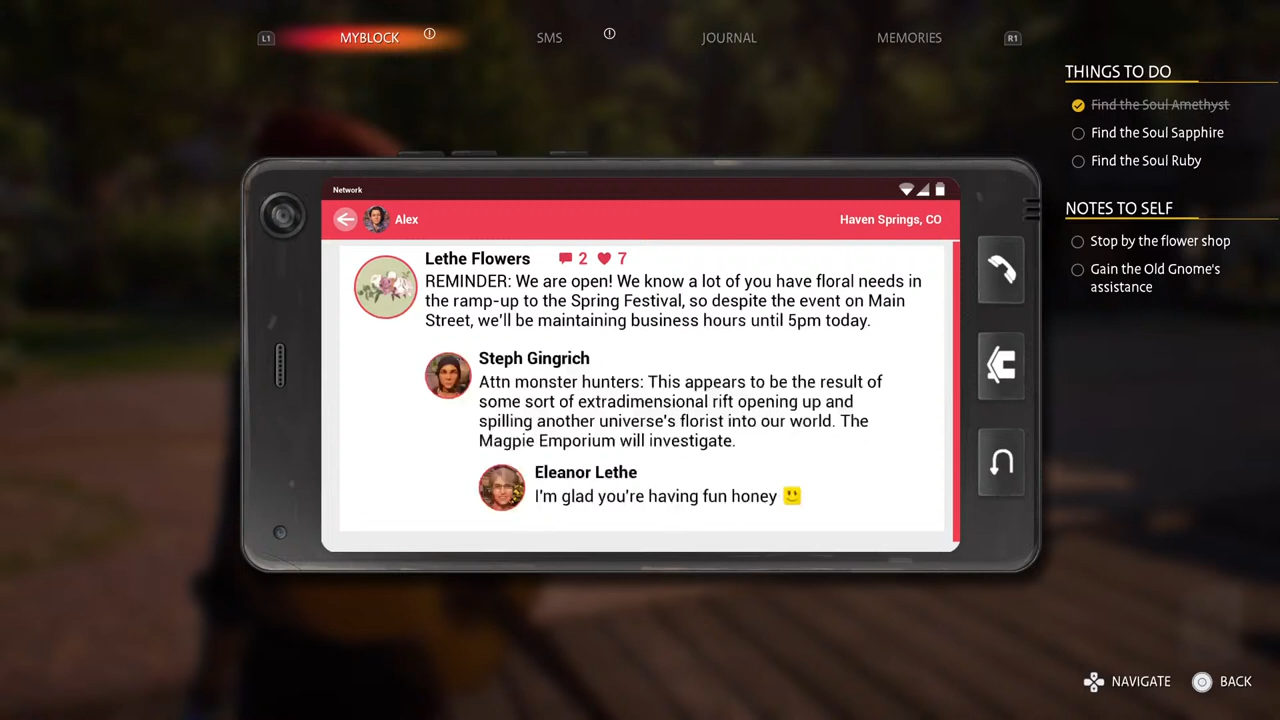 L1
MYBLOCK
SMS
JOURNAL
MEMORIES
R1
THINGS TO DO
Find the Soul Amethyst
Find the Soul Sapphire
Find the Soul Ruby
NOTES TO SELF
Stop by the flower shop
Gain the Old Gnome's
assistance
Network
Alex
Haven Springs, CO
Lethe Flowers 2 7
REMINDER: We are open! We know a lot of you have floral needs in
the ramp-up to the Spring Festival, so despite the event on Main
Street, we'll be maintaining business hours until 5pm today.
Steph Gingrich
Attn monster hunters: This appears to be the result of
some sort of extradimensional rift opening up and
spilling another universe's florist into our world. The
Magpie Emporium will investigate.
Eleanor Lethe
I'm glad you're having fun honey
NAVIGATE
BACK